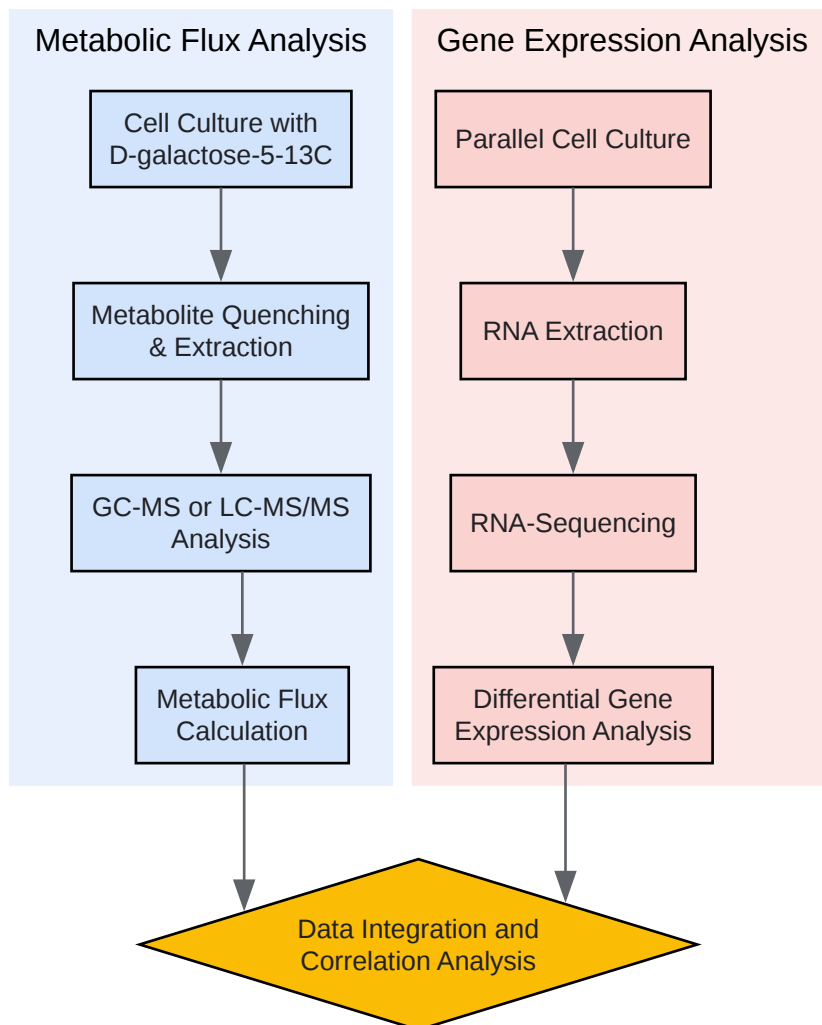 Metabolic Flux Analysis
Cell Culture with
D-galactose-5-13C
Metabolite Quenching
& Extraction
GC-MS or LC-MS/MS
Analysis
Metabolic Flux
Calculation
Gene Expression Analysis
Parallel Cell Culture
RNA Extraction
RNA-Sequencing
Differential Gene
Expression Analysis
Data Integration and
Correlation Analysis